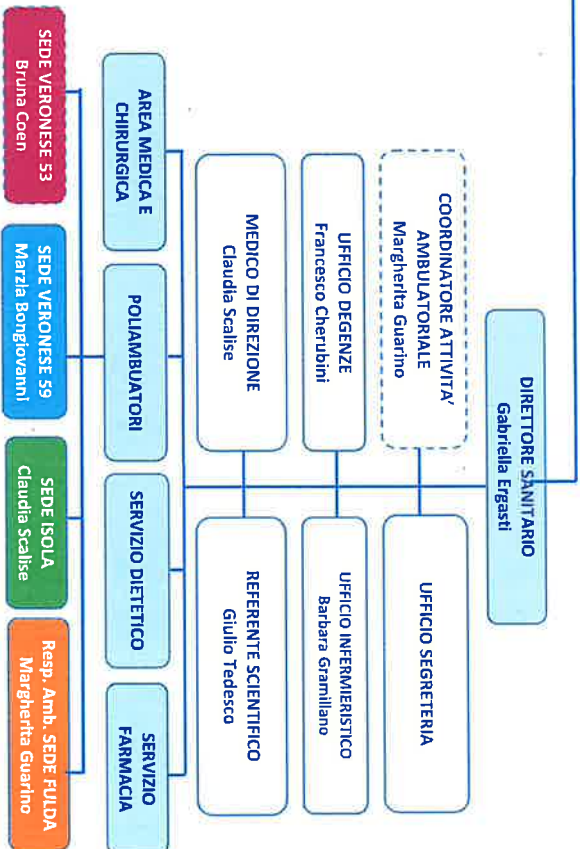 DIRETTORE SANITARIO
Gabriella Ergasti
COORDINATORE ATTIVITA'
AMBULATORIALE
Margherita Guarino
UFFICIO SEGRETERIA
UFFICIO DEGENZE
Francesco Cherubini
UFFICIO INFERMIERISTICO
Barbara Gramillano
MEDICO DI DIREZIONE
Claudia Scalise
REFERENTE SCIENTIFICO
Giulio Tedesco
AREA MEDICA E
CHIRURGICA
POLIAMBUATORI
SERVIZIO DIETETICO
SERVIZIO
FARMACIA
SEDE VERONESE 53
Bruna Coen
SEDE VERONESE 59
Marzia Bongiovanni
SEDE ISOLA
Claudia Scalise
Resp. Amb. SEDE FULDA
Margherita Guarino